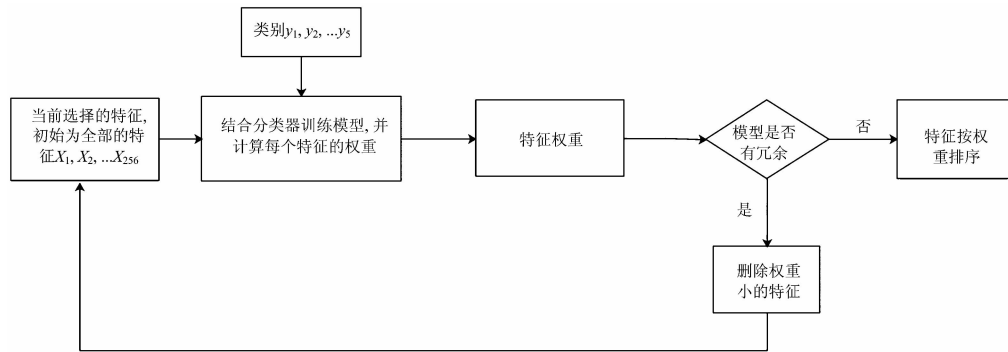 类别y₁, y₂, ...y₅
当前选择的特征,
初始为全部的特
征X₁, X₂, ...X₂₅₆
结合分类器训练模型, 并
计算每个特征的权重
特征权重
模型是否
有冗余
否
特征按权
重排序
是
删除权重
小的特征